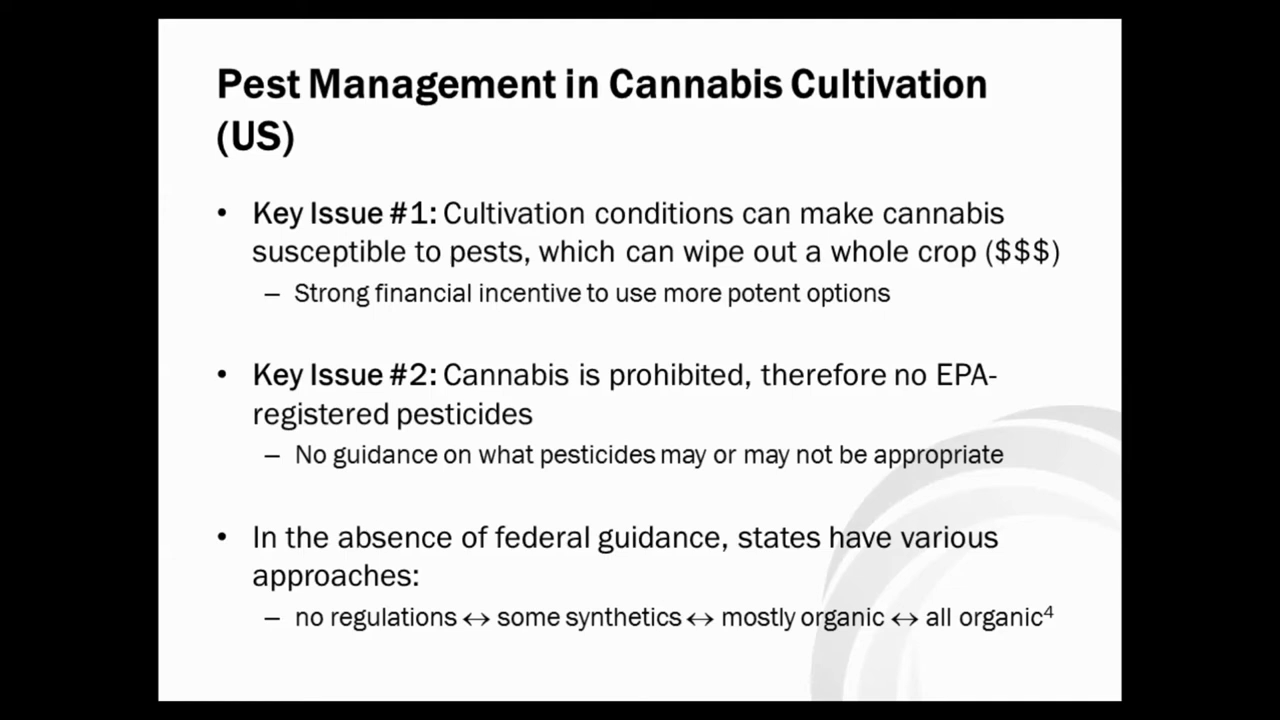 Pest Management in Cannabis Cultivation
(US)
• Key Issue #1: Cultivation conditions can make cannabis
susceptible to pests, which can wipe out a whole crop ($$$)
– Strong financial incentive to use more potent options
• Key Issue #2: Cannabis is prohibited, therefore no EPA-
registered pesticides
– No guidance on what pesticides may or may not be appropriate
• In the absence of federal guidance, states have various
approaches:
– no regulations ↔ some synthetics ↔ mostly organic ↔ all organic⁴